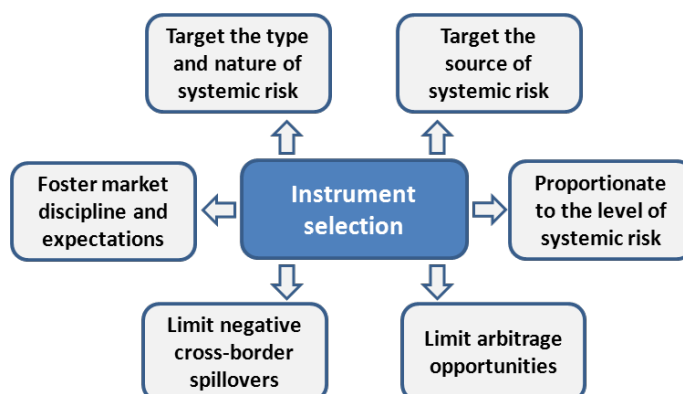 Target the type
and nature of
systemic risk
Target the
source of
systemic risk
Foster market
discipline and
expectations
Instrument
selection
Proportionate
to the level of
systemic risk
Limit negative
cross-border
spillovers
Limit arbitrage
opportunities